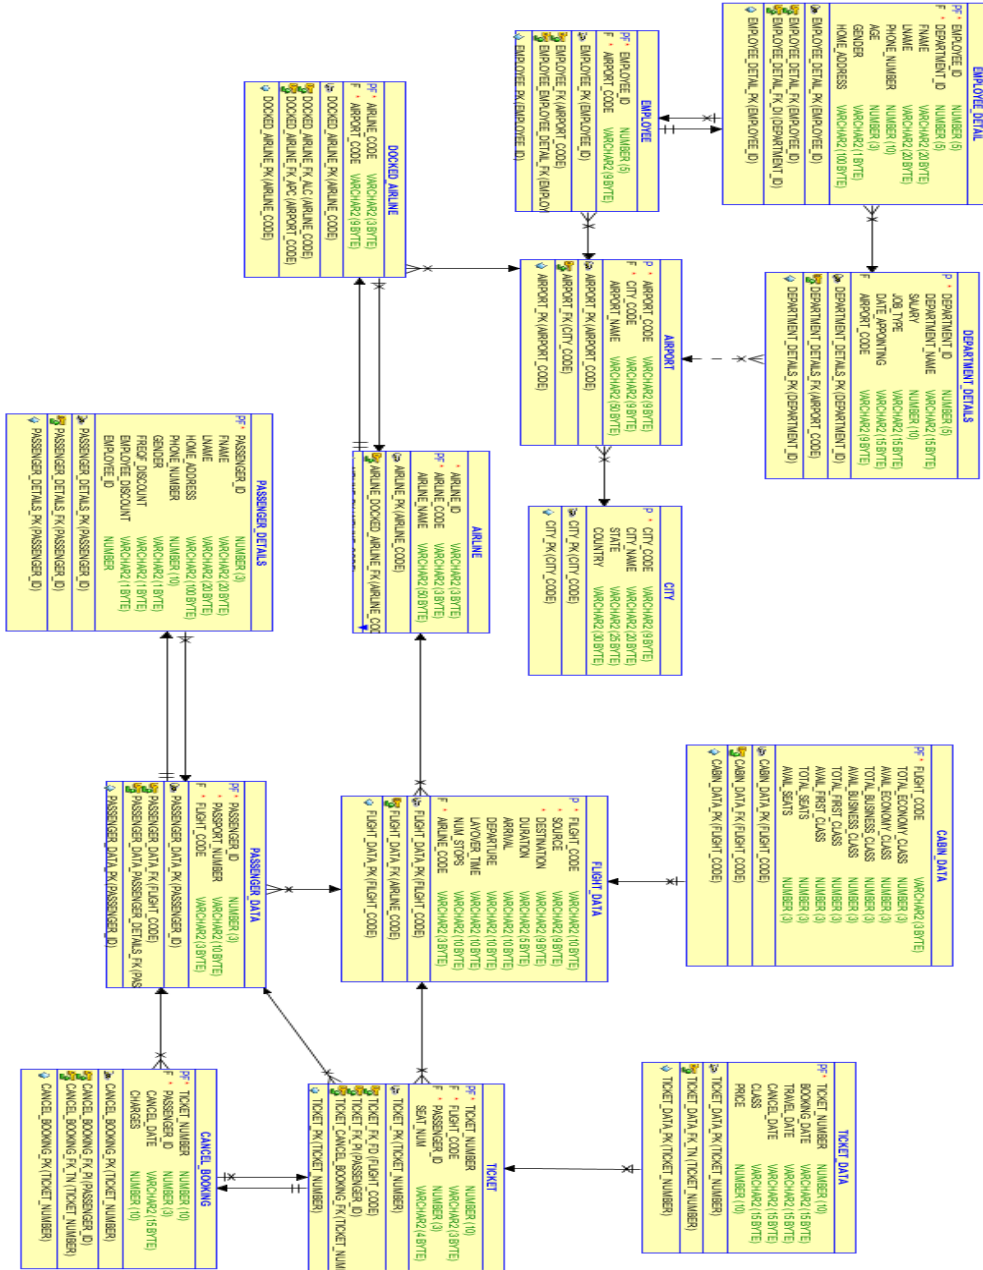 EMPLOYEE_DETAIL
PF* EMPLOYEE_ID NUMBER (5)
F * DEPARTMENT_ID NUMBER (5)
FNAME VARCHAR2 (20 BYTE)
LNAME VARCHAR2 (20 BYTE)
PHONE_NUMBER NUMBER (10)
AGE NUMBER (3)
GENDER VARCHAR2 (1 BYTE)
HOME_ADDRESS VARCHAR2 (100 BYTE)
EMPLOYEE_DETAIL_PK (EMPLOYEE_ID)
EMPLOYEE_DETAIL_FK (EMPLOYEE_ID)
EMPLOYEE_DETAIL_FK_DI (DEPARTMENT_ID)
EMPLOYEE_DETAIL_PK (EMPLOYEE_ID)
DEPARTMENT_DETAILS
P * DEPARTMENT_ID NUMBER (5)
DEPARTMENT_NAME VARCHAR2 (15 BYTE)
SALARY NUMBER (10)
JOB_TYPE VARCHAR2 (15 BYTE)
DATE_APPOINTING VARCHAR2 (15 BYTE)
F AIRPORT_CODE VARCHAR2 (9 BYTE)
DEPARTMENT_DETAILS_PK (DEPARTMENT_ID)
DEPARTMENT_DETAILS_FK (AIRPORT_CODE)
DEPARTMENT_DETAILS_PK (DEPARTMENT_ID)
CABIN_DATA
PF* FLIGHT_CODE VARCHAR2 (3 BYTE)
TOTAL_ECONOMY_CLASS NUMBER (3)
AVAIL_ECONOMY_CLASS NUMBER (3)
TOTAL_BUSINESS_CLASS NUMBER (3)
AVAIL_BUSINESS_CLASS NUMBER (3)
TOTAL_FIRST_CLASS NUMBER (3)
AVAIL_FIRST_CLASS NUMBER (3)
TOTAL_SEATS NUMBER (3)
AVAIL_SEATS NUMBER (3)
CABIN_DATA_PK (FLIGHT_CODE)
CABIN_DATA_FK (FLIGHT_CODE)
CABIN_DATA_PK (FLIGHT_CODE)
TICKET_DATA
PF* TICKET_NUMBER NUMBER (10)
BOOKING_DATE VARCHAR2 (15 BYTE)
TRAVEL_DATE VARCHAR2 (15 BYTE)
CANCEL_DATE VARCHAR2 (15 BYTE)
CLASS VARCHAR2 (15 BYTE)
PRICE NUMBER (10)
TICKET_DATA_PK (TICKET_NUMBER)
TICKET_DATA_FK_TN (TICKET_NUMBER)
TICKET_DATA_PK (TICKET_NUMBER)
EMPLOYEE
PF* EMPLOYEE_ID NUMBER (5)
F * AIRPORT_CODE VARCHAR2 (9 BYTE)
EMPLOYEE_PK (EMPLOYEE_ID)
EMPLOYEE_FK (AIRPORT_CODE)
EMPLOYEE_EMPLOYEE_DETAIL_FK (EMPLOY
EMPLOYEE_PK (EMPLOYEE_ID)
AIRPORT
P * AIRPORT_CODE VARCHAR2 (9 BYTE)
F * CITY_CODE VARCHAR2 (9 BYTE)
AIRPORT_NAME VARCHAR2 (50 BYTE)
AIRPORT_PK (AIRPORT_CODE)
AIRPORT_FK (CITY_CODE)
AIRPORT_PK (AIRPORT_CODE)
CITY
P * CITY_CODE VARCHAR2 (9 BYTE)
CITY_NAME VARCHAR2 (20 BYTE)
STATE VARCHAR2 (25 BYTE)
COUNTRY VARCHAR2 (30 BYTE)
CITY_PK (CITY_CODE)
CITY_PK (CITY_CODE)
FLIGHT_DATA
P * FLIGHT_CODE VARCHAR2 (10 BYTE)
* SOURCE VARCHAR2 (9 BYTE)
* DESTINATION VARCHAR2 (9 BYTE)
DURATION VARCHAR2 (5 BYTE)
ARRIVAL VARCHAR2 (10 BYTE)
DEPARTURE VARCHAR2 (10 BYTE)
LAYOVER_TIME VARCHAR2 (10 BYTE)
NUM_STOPS VARCHAR2 (10 BYTE)
F * AIRLINE_CODE VARCHAR2 (3 BYTE)
FLIGHT_DATA_PK (FLIGHT_CODE)
FLIGHT_DATA_FK (AIRLINE_CODE)
FLIGHT_DATA_PK (FLIGHT_CODE)
DOCKED_AIRLINE
PF* AIRLINE_CODE VARCHAR2 (3 BYTE)
F * AIRPORT_CODE VARCHAR2 (9 BYTE)
DOCKED_AIRLINE_PK (AIRLINE_CODE)
DOCKED_AIRLINE_FK_ALC (AIRLINE_CODE)
DOCKED_AIRLINE_FK_APC (AIRPORT_CODE)
DOCKED_AIRLINE_PK (AIRLINE_CODE)
AIRLINE
* AIRLINE_ID VARCHAR2 (3 BYTE)
PF* AIRLINE_CODE VARCHAR2 (3 BYTE)
* AIRLINE_NAME VARCHAR2 (50 BYTE)
AIRLINE_PK (AIRLINE_CODE)
AIRLINE_DOCKED_AIRLINE_FK (AIRLINE_COD
TICKET
PF* TICKET_NUMBER NUMBER (10)
F * FLIGHT_CODE VARCHAR2 (3 BYTE)
F * PASSENGER_ID NUMBER (3)
SEAT_NUM VARCHAR2 (4 BYTE)
TICKET_PK (TICKET_NUMBER)
TICKET_FK_FD (FLIGHT_CODE)
TICKET_FK_PI (PASSENGER_ID)
TICKET_CANCEL_BOOKING_FK (TICKET_NUM
TICKET_PK (TICKET_NUMBER)
PASSENGER_DETAILS
PF* PASSENGER_ID NUMBER (3)
FNAME VARCHAR2 (20 BYTE)
LNAME VARCHAR2 (20 BYTE)
HOME_ADDRESS VARCHAR2 (100 BYTE)
PHONE_NUMBER NUMBER (10)
GENDER VARCHAR2 (1 BYTE)
FREQF_DISCOUNT VARCHAR2 (1 BYTE)
EMPLOYEE_DISCOUNT VARCHAR2 (1 BYTE)
EMPLOYEE_ID NUMBER
PASSENGER_DETAILS_PK (PASSENGER_ID)
PASSENGER_DETAILS_FK (PASSENGER_ID)
PASSENGER_DETAILS_PK (PASSENGER_ID)
PASSENGER_DATA
PF* PASSENGER_ID NUMBER (3)
* PASSPORT_NUMBER VARCHAR2 (10 BYTE)
F * FLIGHT_CODE VARCHAR2 (3 BYTE)
PASSENGER_DATA_PK (PASSENGER_ID)
PASSENGER_DATA_FK (FLIGHT_CODE)
PASSENGER_DATA_PASSENGER_DETAILS_FK (PAS
PASSENGER_DATA_PK (PASSENGER_ID)
CANCEL_BOOKING
PF* TICKET_NUMBER NUMBER (10)
F * PASSENGER_ID NUMBER (3)
CANCEL_DATE VARCHAR2 (15 BYTE)
CHARGES NUMBER (10)
CANCEL_BOOKING_PK (TICKET_NUMBER)
CANCEL_BOOKING_FK_PI (PASSENGER_ID)
CANCEL_BOOKING_FK_TN (TICKET_NUMBER)
CANCEL_BOOKING_PK (TICKET_NUMBER)